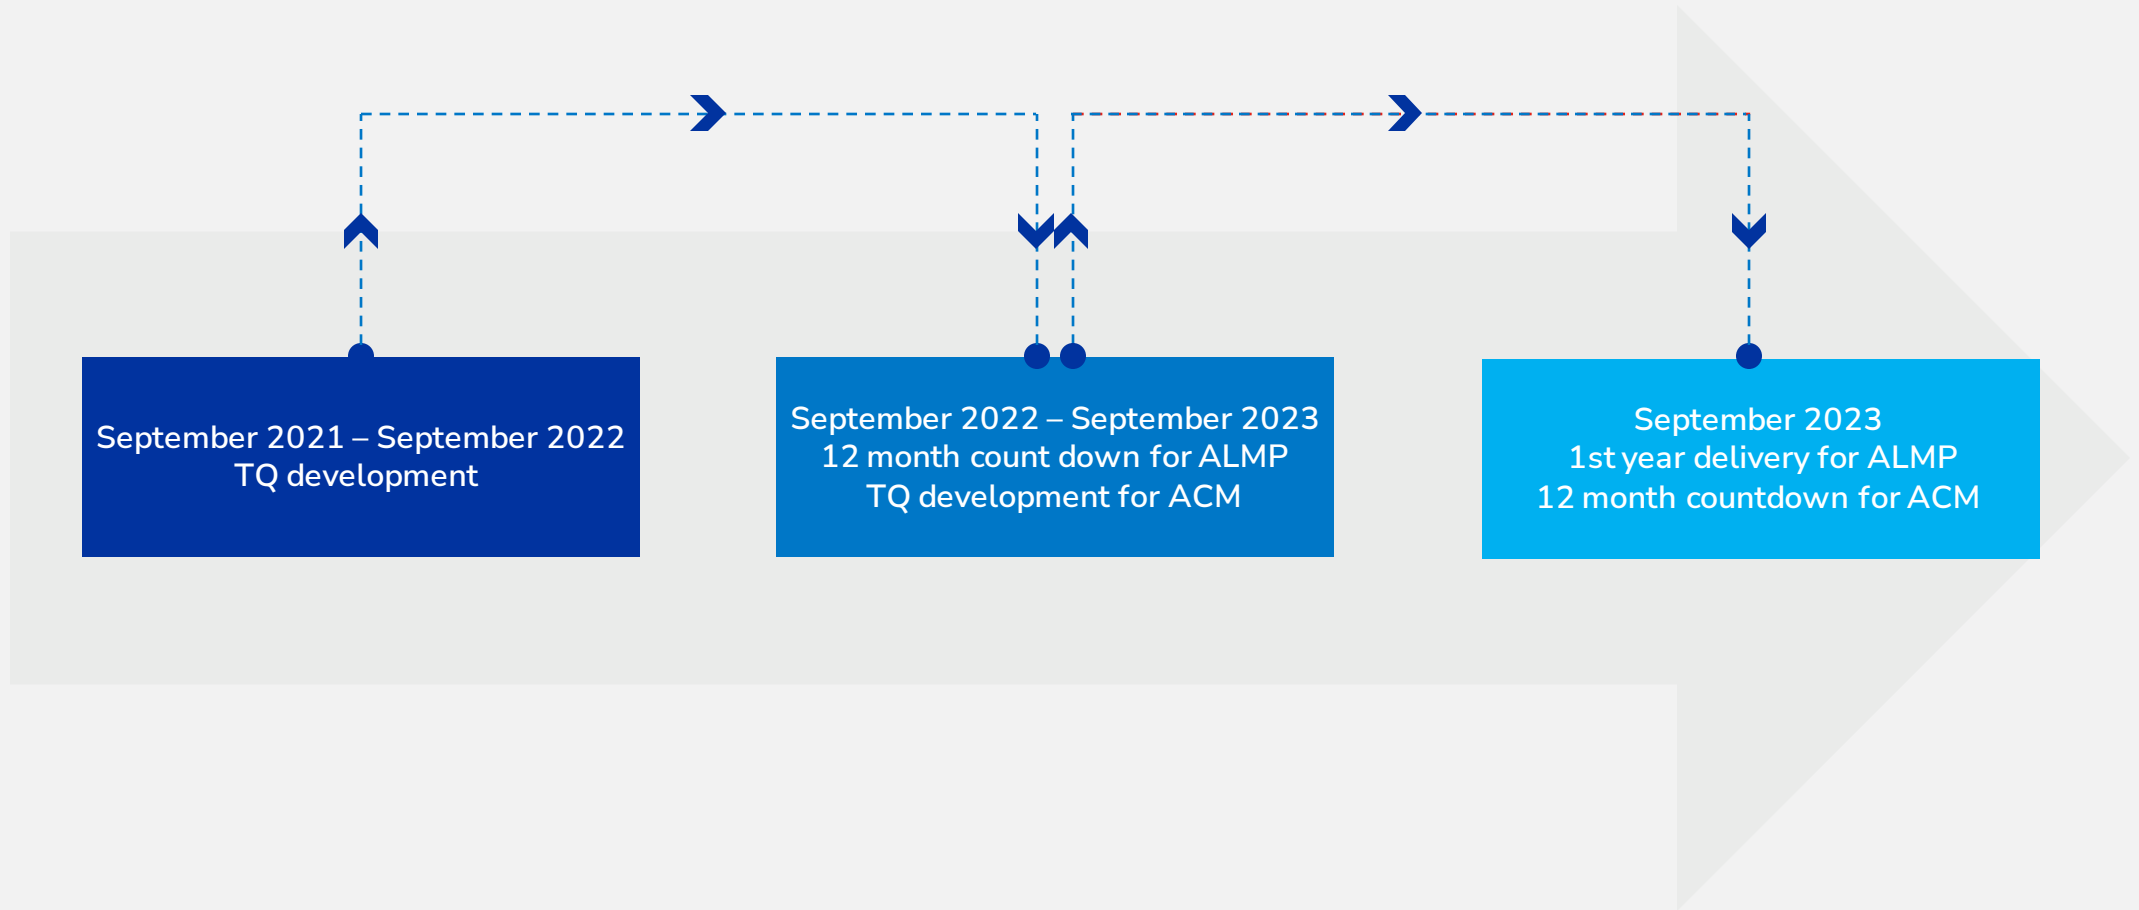 September 2021 – September 2022
TQ development
September 2022 – September 2023
12 month count down for ALMP
TQ development for ACM
September 2023
1st year delivery for ALMP
12 month countdown for ACM